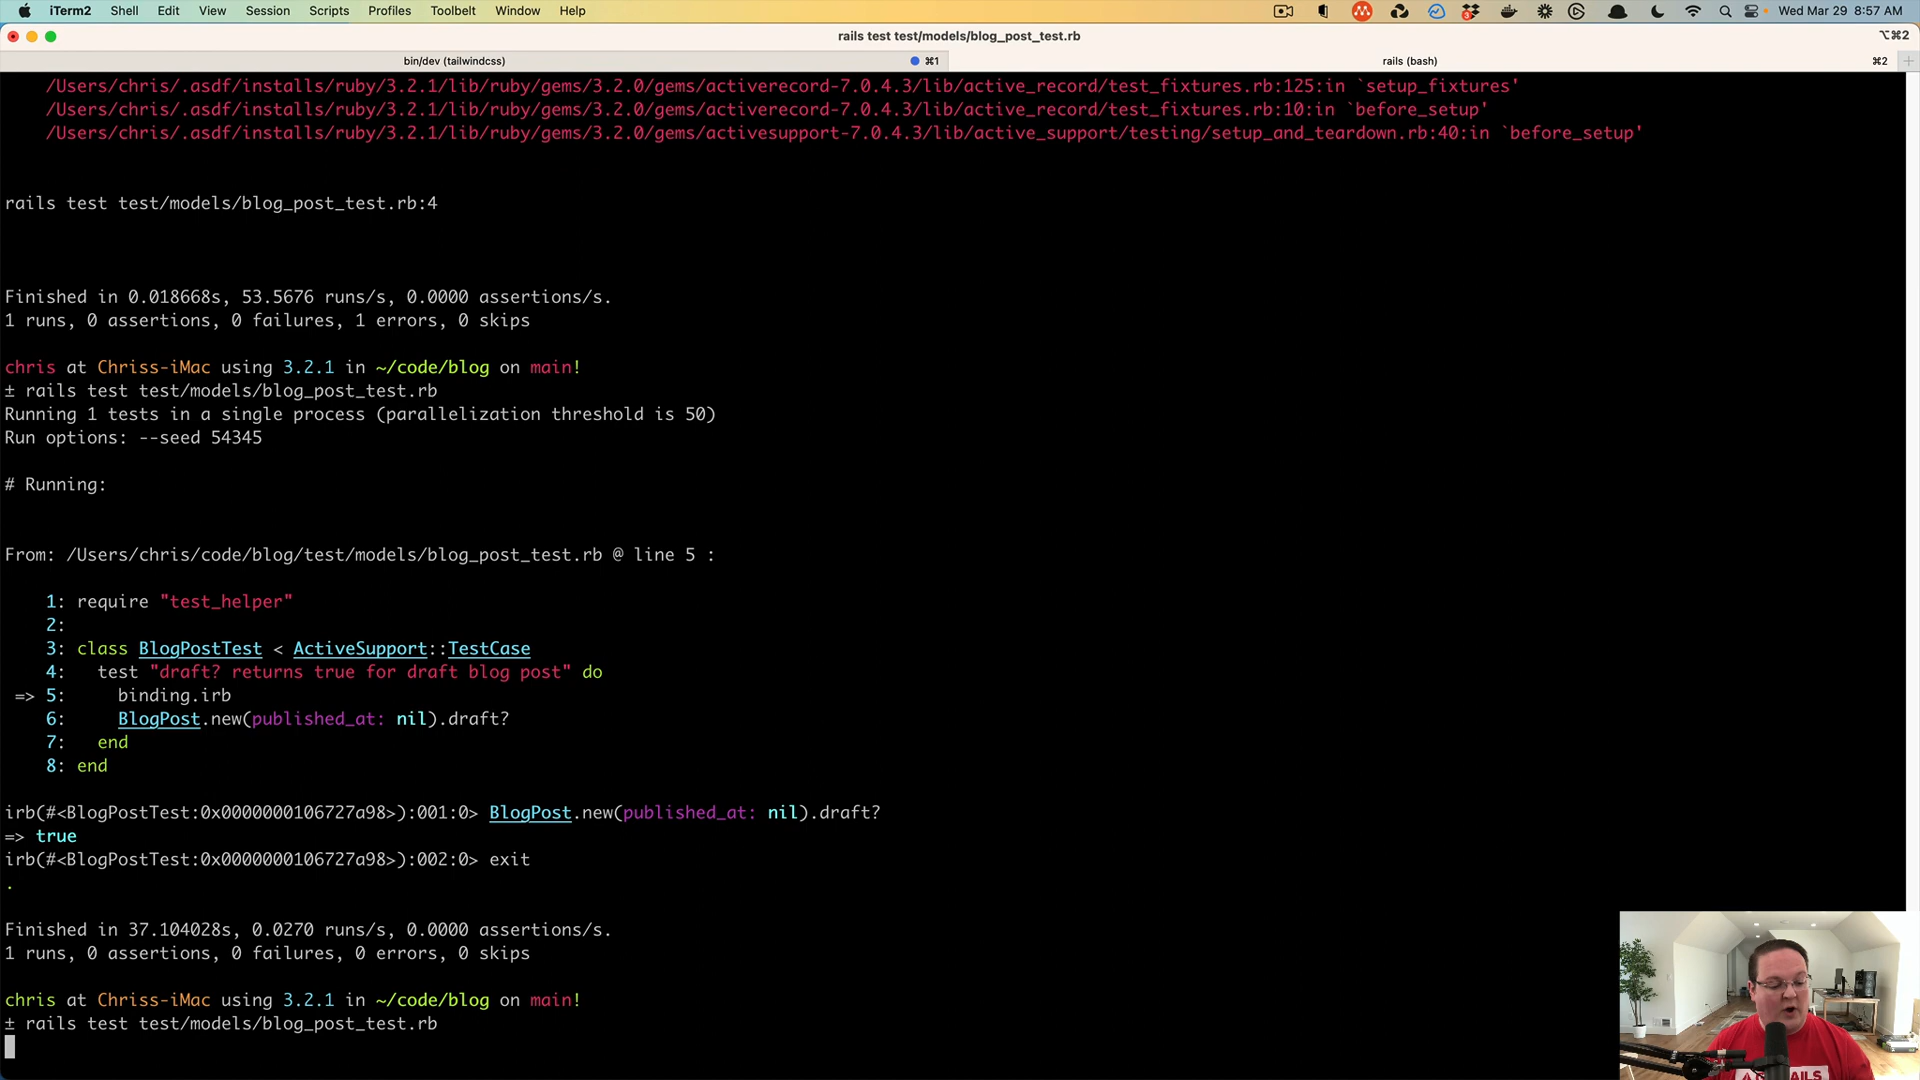 iTerm2 Shell Edit View Session Scripts Profiles Toolbelt Window Help
3
Wed Mar 29 8:57 AM
rails test test/models/blog_post_test.rb
⌥⌘2
bin/dev (tailwindcss) ⌘1
rails (bash) ⌘2
/Users/chris/.asdf/installs/ruby/3.2.1/lib/ruby/gems/3.2.0/gems/activerecord-7.0.4.3/lib/active_record/test_fixtures.rb:125:in `setup_fixtures'
/Users/chris/.asdf/installs/ruby/3.2.1/lib/ruby/gems/3.2.0/gems/activerecord-7.0.4.3/lib/active_record/test_fixtures.rb:10:in `before_setup'
/Users/chris/.asdf/installs/ruby/3.2.1/lib/ruby/gems/3.2.0/gems/activesupport-7.0.4.3/lib/active_support/testing/setup_and_teardown.rb:40:in `before_setup'
rails test test/models/blog_post_test.rb:4
Finished in 0.018668s, 53.5676 runs/s, 0.0000 assertions/s.
1 runs, 0 assertions, 0 failures, 1 errors, 0 skips
chris at Chriss-iMac using 3.2.1 in ~/code/blog on main!
± rails test test/models/blog_post_test.rb
Running 1 tests in a single process (parallelization threshold is 50)
Run options: --seed 54345
# Running:
From: /Users/chris/code/blog/test/models/blog_post_test.rb @ line 5 :
1: require "test_helper"
2:
3: class BlogPostTest < ActiveSupport::TestCase
4:   test "draft? returns true for draft blog post" do
=> 5:     binding.irb
6:     BlogPost.new(published_at: nil).draft?
7:   end
8: end
irb(#<BlogPostTest:0x0000000106727a98>):001:0> BlogPost.new(published_at: nil).draft?
=> true
irb(#<BlogPostTest:0x0000000106727a98>):002:0> exit
.
Finished in 37.104028s, 0.0270 runs/s, 0.0000 assertions/s.
1 runs, 0 assertions, 0 failures, 0 errors, 0 skips
chris at Chriss-iMac using 3.2.1 in ~/code/blog on main!
± rails test test/models/blog_post_test.rb